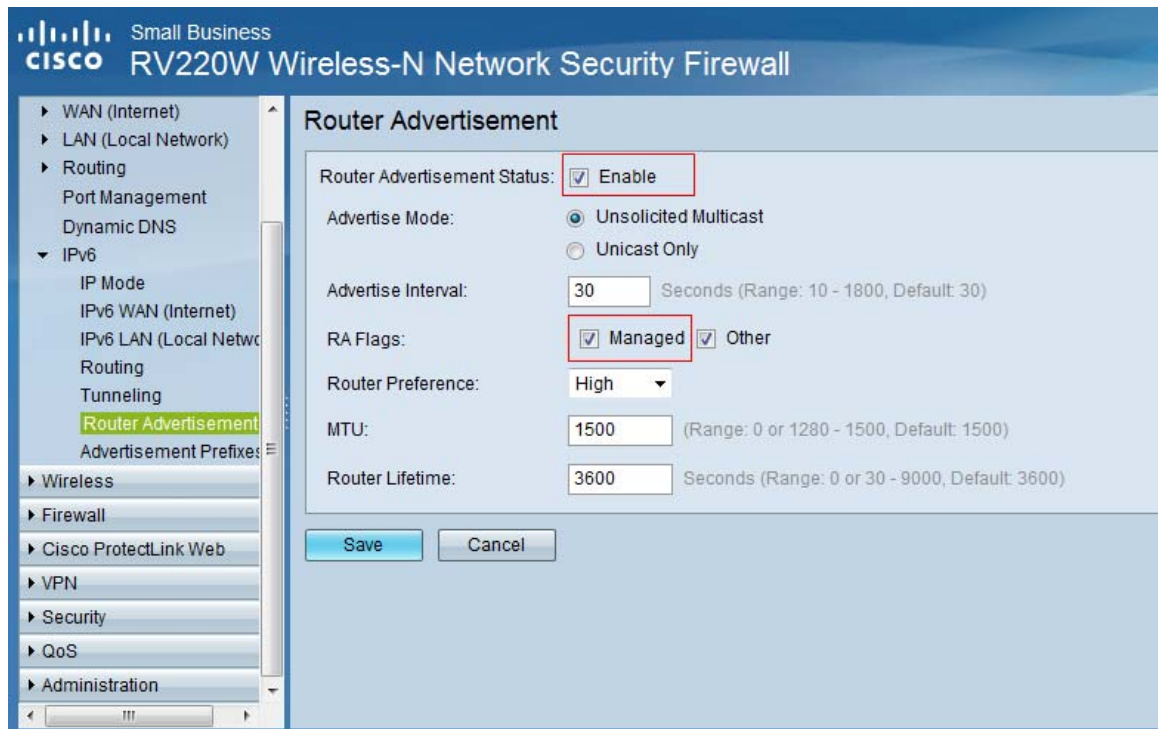 Small Business
CISCO RV220W Wireless-N Network Security Firewall
WAN (Internet)
LAN (Local Network)
Routing
Port Management
Dynamic DNS
IPv6
IP Mode
IPv6 WAN (Internet)
IPv6 LAN (Local Netwo
Routing
Tunneling
Router Advertisement
Advertisement Prefixes
Wireless
Firewall
Cisco ProtectLink Web
VPN
Security
QoS
Administration
Router Advertisement
Router Advertisement Status: Enable
Advertise Mode: Unsolicited Multicast
Unicast Only
Advertise Interval: 30 Seconds (Range: 10 - 1800, Default: 30)
RA Flags: Managed Other
Router Preference: High
MTU: 1500 (Range: 0 or 1280 - 1500, Default: 1500)
Router Lifetime: 3600 Seconds (Range: 0 or 30 - 9000, Default: 3600)
Save Cancel